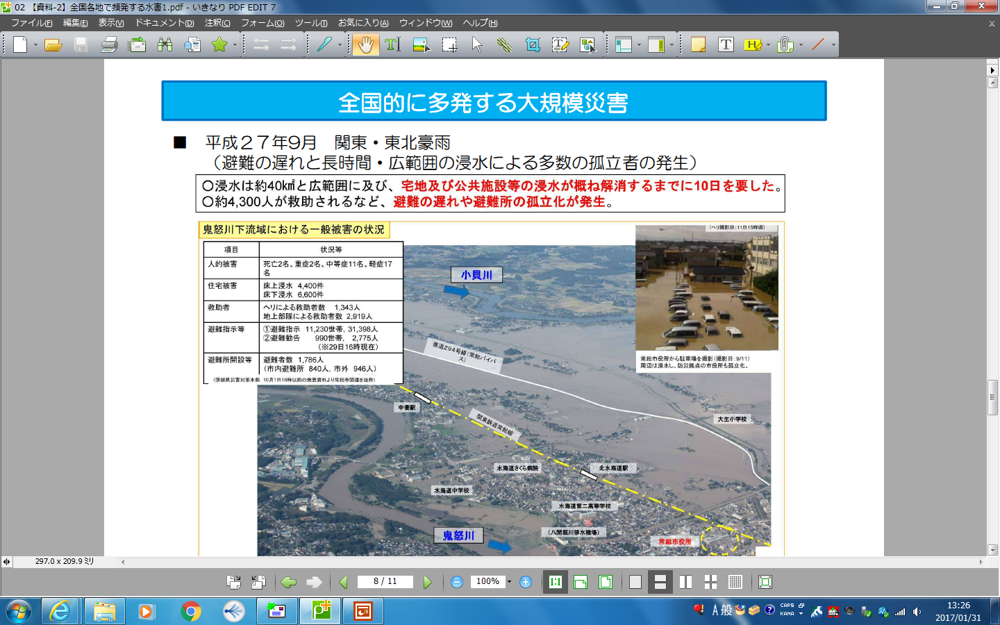 02 【資料-2】全国各地で頻発する水害1.pdf - いきなり PDF EDIT 7
ファイル(F) 編集(E) 表示(V) ドキュメント(D) 注釈(C) フォーム(O) ツール(T) お気に入り(A) ウィンドウ(W) ヘルプ(H)
全国的に多発する大規模災害
■ 平成27年9月 関東・東北豪雨
（避難の遅れと長時間・広範囲の浸水による多数の孤立者の発生）
〇浸水は約40㎢と広範囲に及び、宅地及び公共施設等の浸水が概ね解消するまでに10日を要した。
〇約4,300人が救助されるなど、避難の遅れや避難所の孤立化が発生。
鬼怒川下流域における一般被害の状況
項目 状況等
人的被害 死亡2名、重症2名、中等症11名、軽症17
名
住宅被害 床上浸水 4,400件
床下浸水 6,600件
救助者 ヘリによる救助者数 1,343人
地上部隊による救助者数 2,919人
避難指示等 ①避難指示 11,230世帯, 31,398人
②避難勧告 990世帯, 2,775人
（※29日16時現在）
避難所開設等 避難者数 1,786人
（市内避難所 840人, 市外 946人）
（茨城県災害対策本部 10月1日16時以前の発表資料より常総市関連を抜粋）
（ヘリ撮影日：11日15時頃）
小貝川
県道294号線（常総バイパ
ス）
常総市役所から駐車場を撮影（撮影日：9/11）
周辺は浸水し、防災拠点の市役所も孤立化。
中妻駅
関東鉄道常総線
大生小学校
水海道さくら病院
北水海道駅
水海道中学校
水海道第二高等学校
（八間堀川排水機場）
鬼怒川
常総市役所
297.0 x 209.9 ミリ
8 / 11
100%
1:1
A 般
CAPS
KANA
13:26
2017/01/31